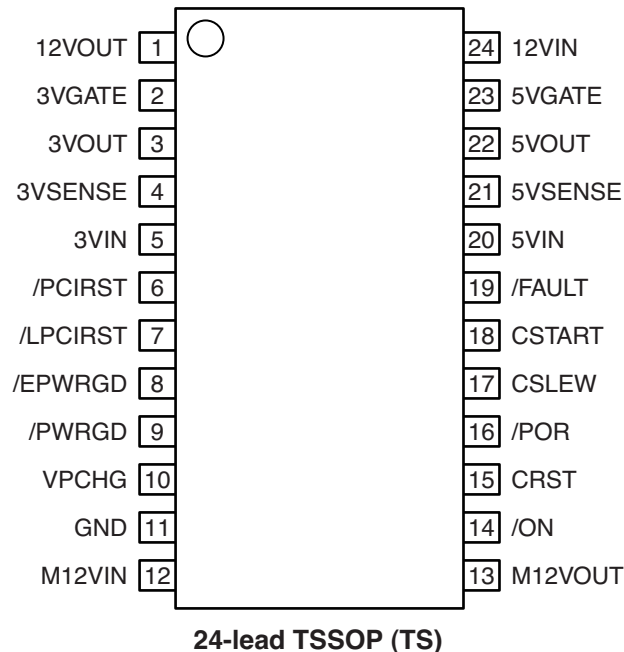 12VOUT 1 24 12VIN
3VGATE 2 23 5VGATE
3VOUT 3 22 5VOUT
3VSENSE 4 21 5VSENSE
3VIN 5 20 5VIN
/PCIRST 6 19 /FAULT
/LPCIRST 7 18 CSTART
/EPWRGD 8 17 CSLEW
/PWRGD 9 16 /POR
VPCHG 10 15 CRST
GND 11 14 /ON
M12VIN 12 13 M12VOUT
24-lead TSSOP (TS)